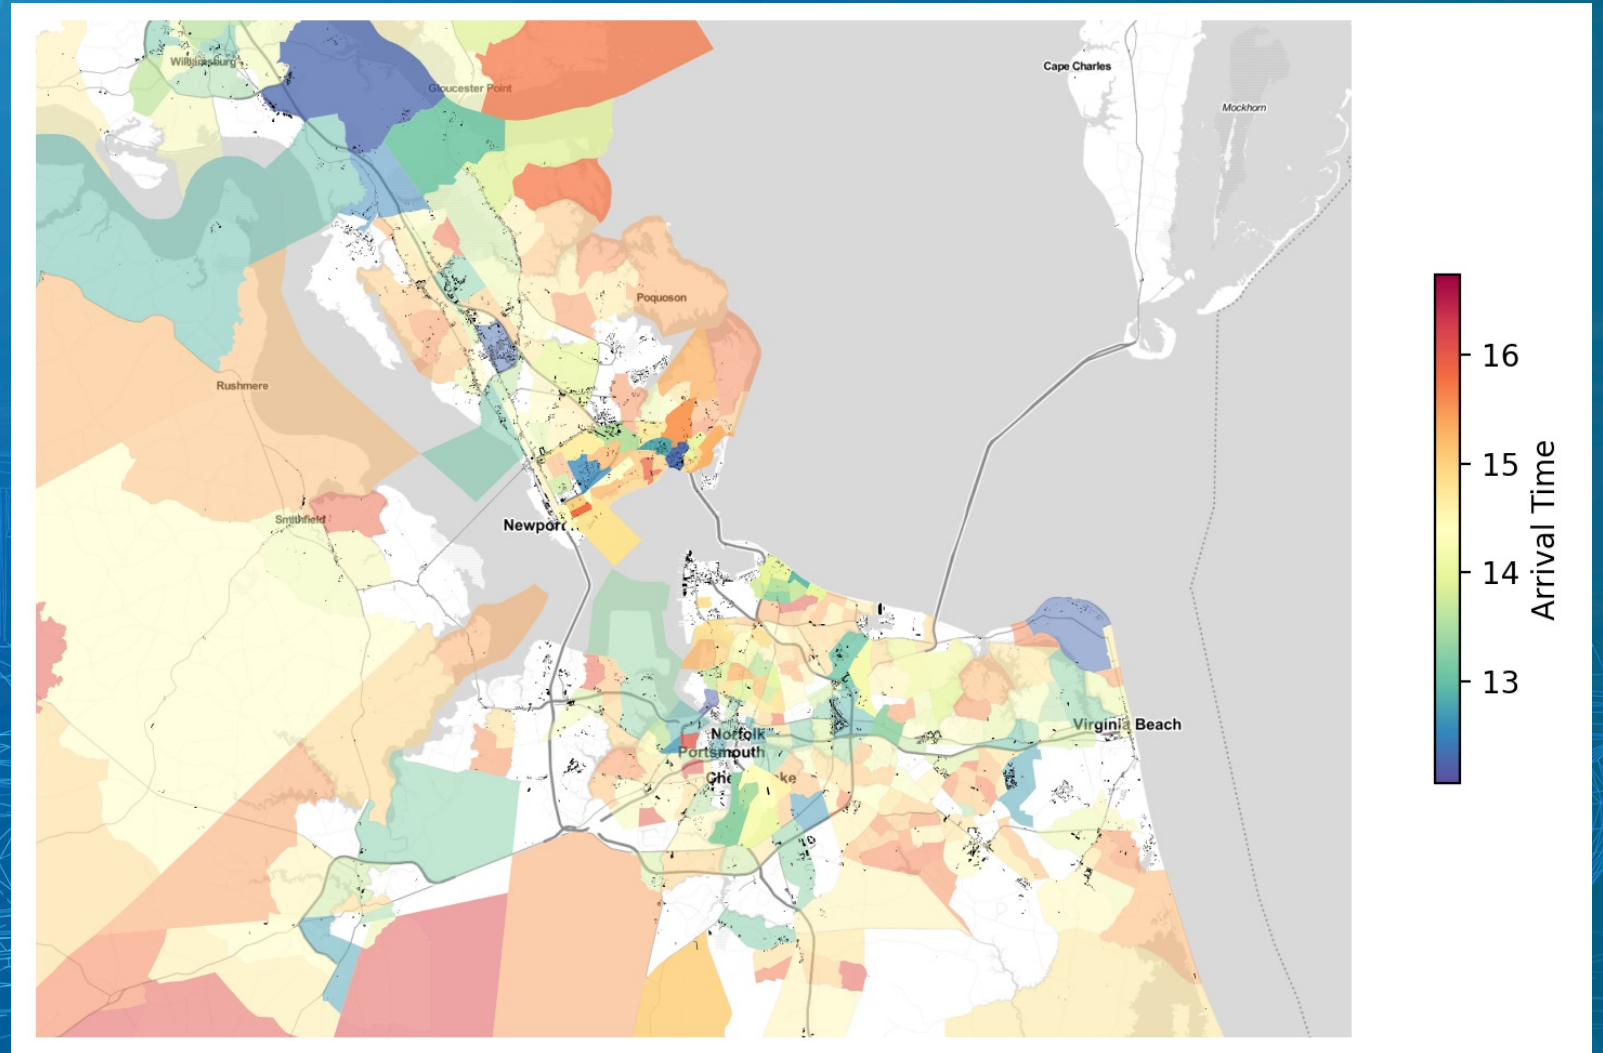 Williamsburg
Gloucester Point
Cape Charles
Mockhorn
Poquoson
Rushmere
Smithfield
Newport
Norfolk
Portsmouth
Virginia Beach
16
15
14
13
Arrival Time